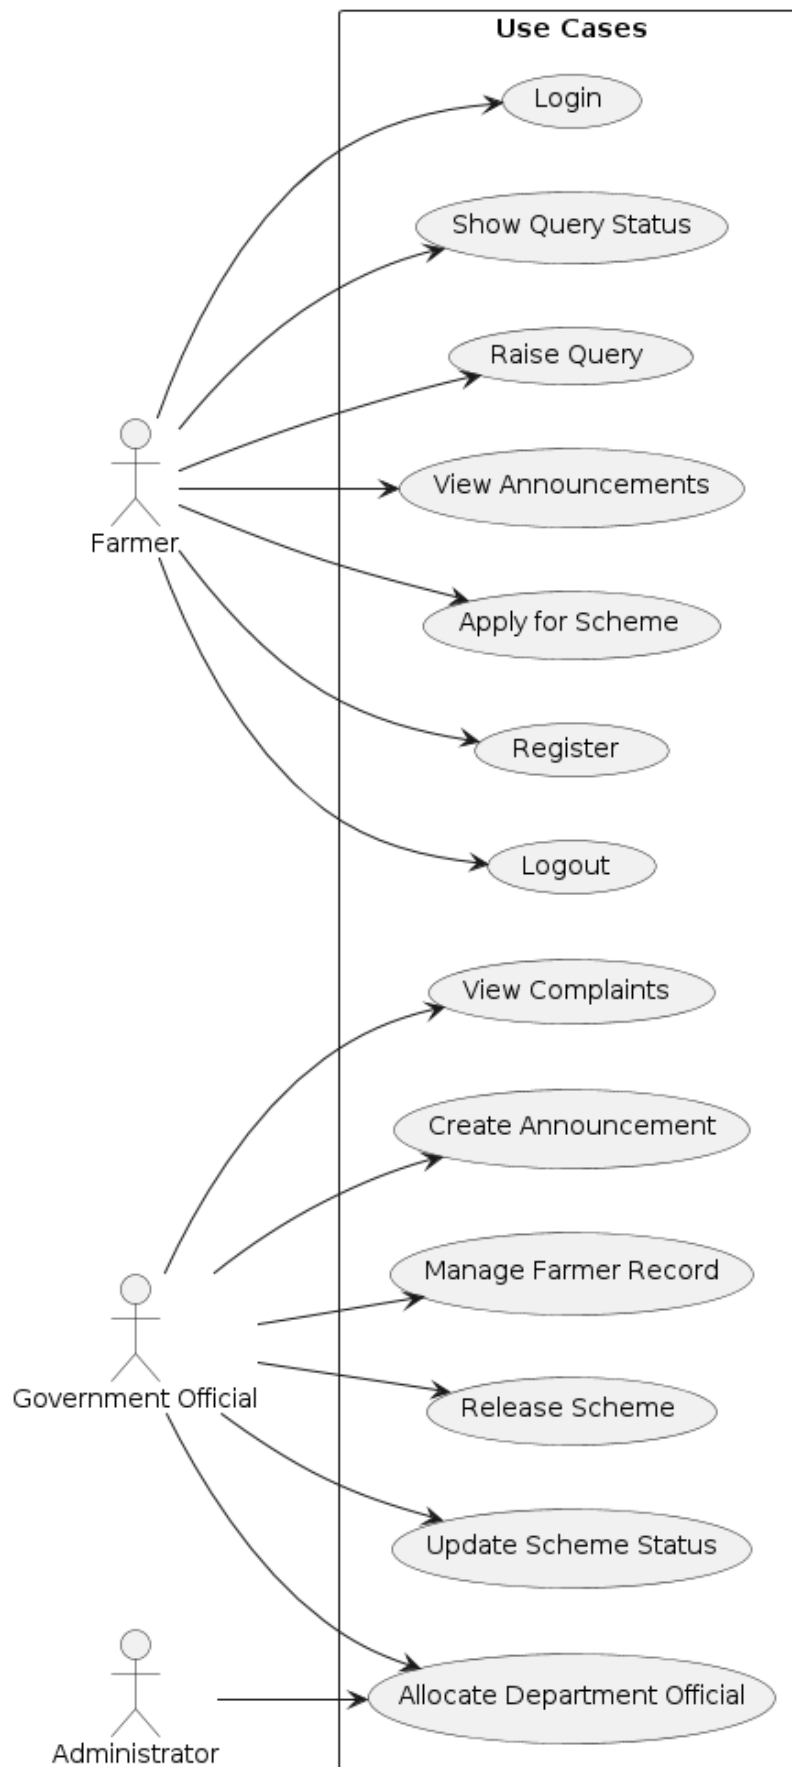 Use Cases
Login
Show Query Status
Raise Query
View Announcements
Farmer
Apply for Scheme
Register
Logout
View Complaints
Create Announcement
Manage Farmer Record
Government Official
Release Scheme
Update Scheme Status
Allocate Department Official
Administrator